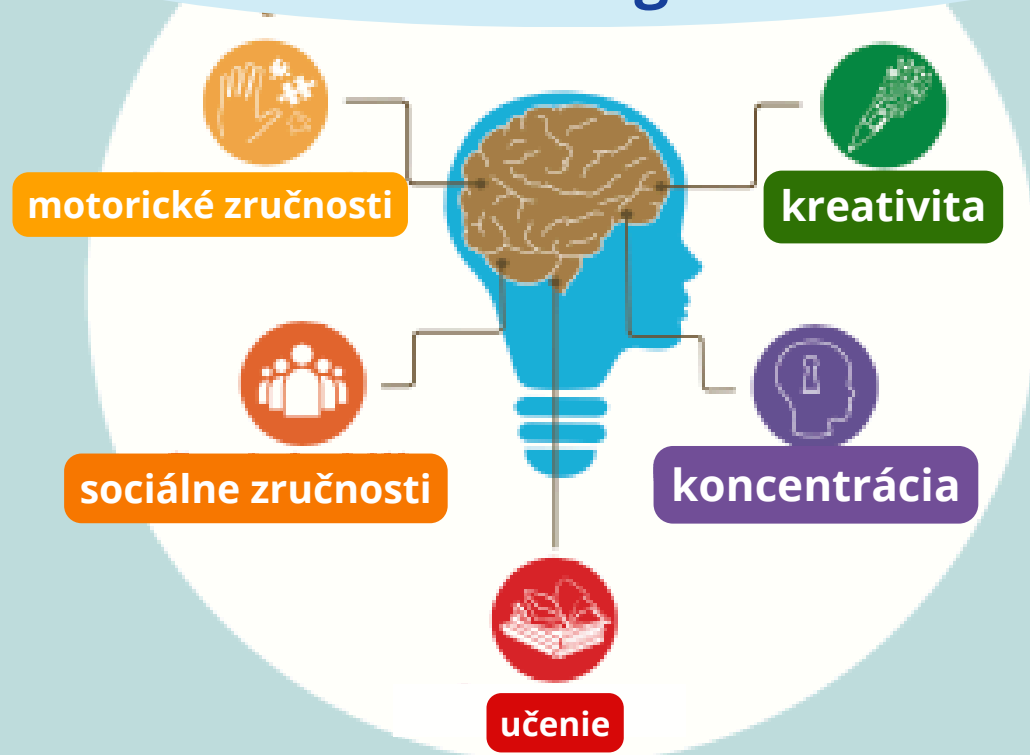 motorické zručnosti
kreativita
sociálne zručnosti
koncentrácia
učenie